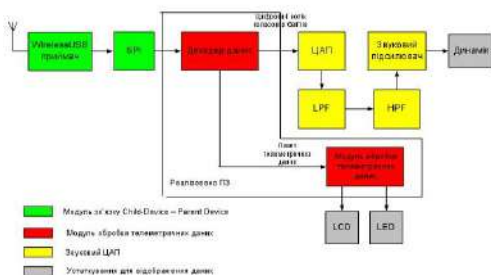 Цифровий потік
голосових байтів
WirelessUSB
приймач
SPI
Декодер даних
ЦАП
Звуковий
підсилювач
Динамік
LPF
HPF
Пакет
телеметричних
даних
Модуль обробки
телеметричних
даних
Реалізовано ПЗ
LCD
LED
Модуль зв'язку Child-Device – Parent Device
Модуль обробки телеметричних даних
Звуковий ЦАП
Устаткування для відображення даних